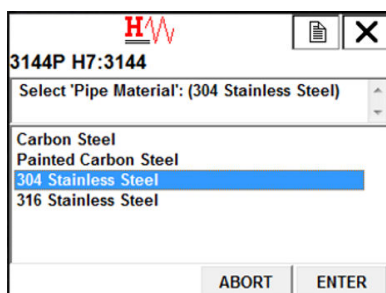 H
3144P H7:3144
Select 'Pipe Material': (304 Stainless Steel)
Carbon Steel
Painted Carbon Steel
304 Stainless Steel
316 Stainless Steel
ABORT ENTER